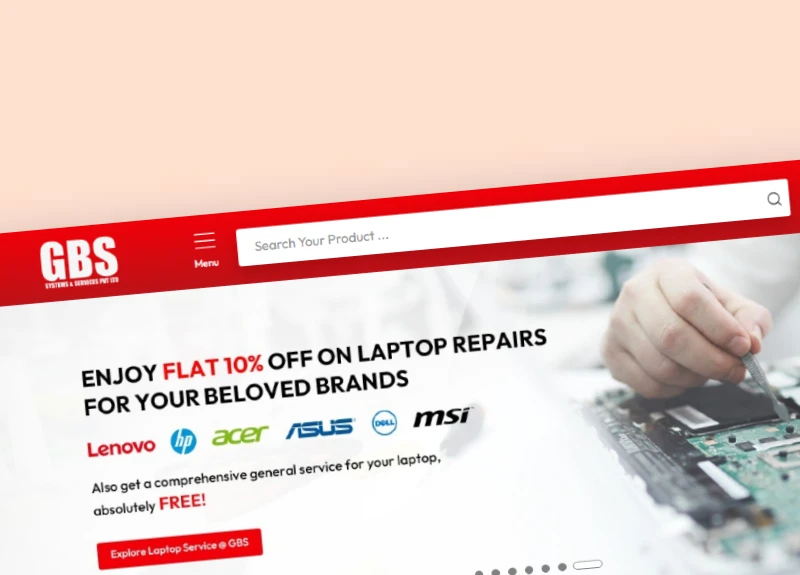 GBS
SYSTEMS & SERVICES PVT LTD
Menu
Search Your Product ...
ENJOY FLAT 10% OFF ON LAPTOP REPAIRS
FOR YOUR BELOVED BRANDS
Lenovo hp acer ASUS DELL msi
Also get a comprehensive general service for your laptop,
absolutely FREE!
Explore Laptop Service @ GBS